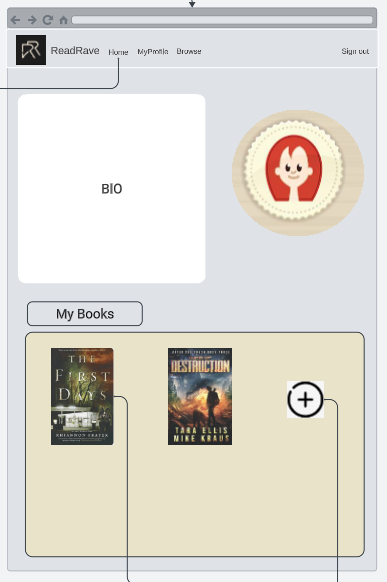 ReadRave
Home
MyProfile
Browse
Sign out
BIO
My Books
THE
FIRST
DAYS
RHIANNON FRATER
DESTRUCTION
TARA ELLIS
MIKE KRAUS